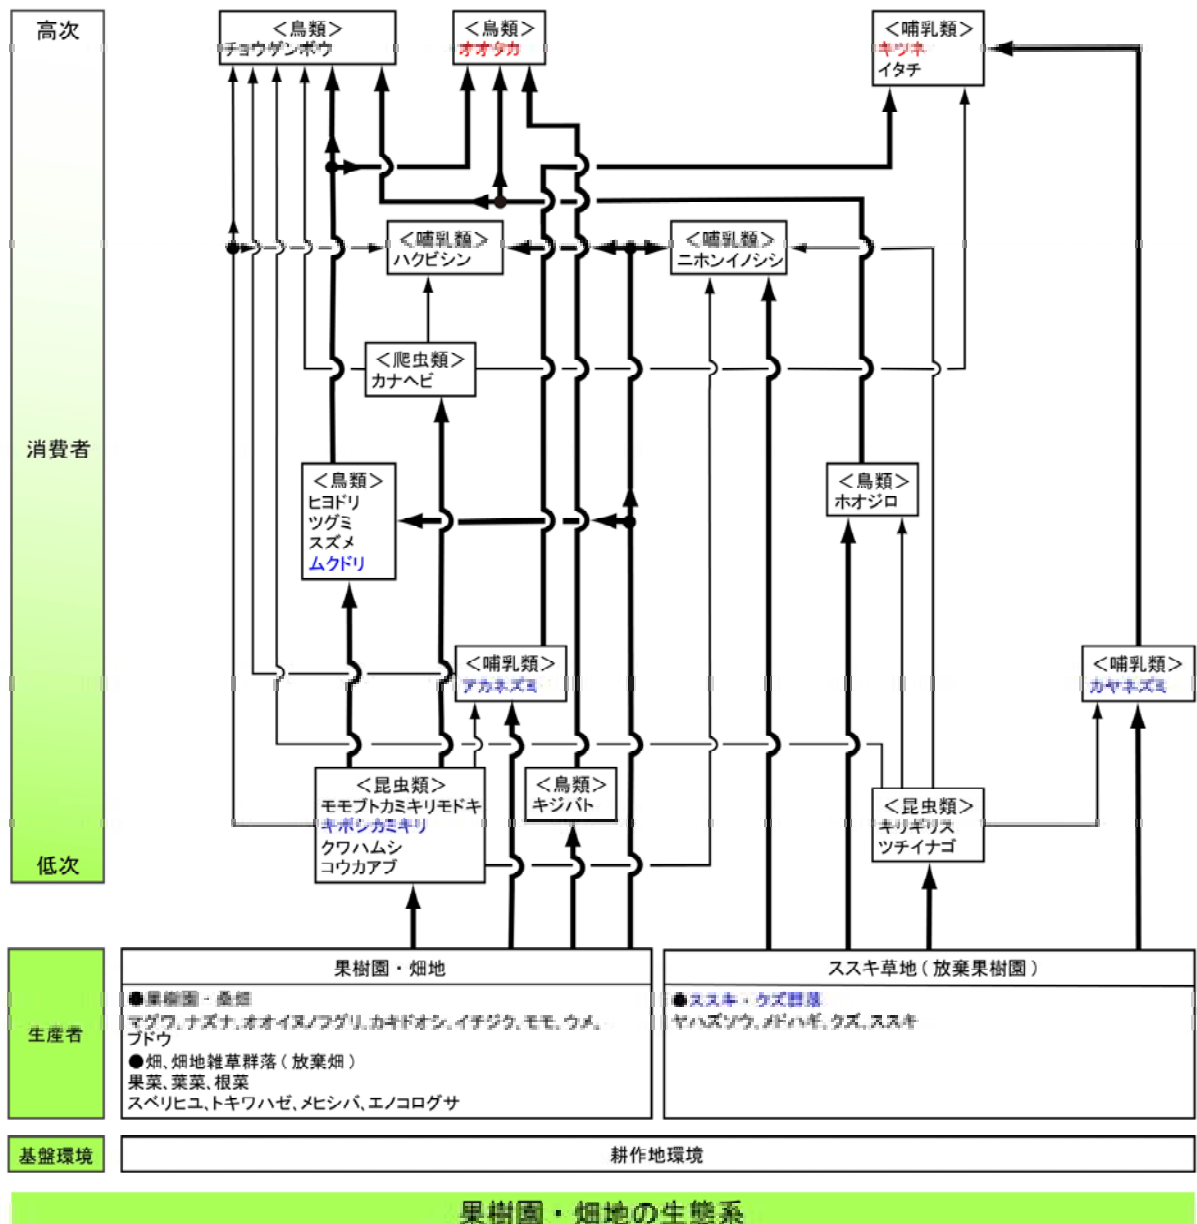 高次
消費者
低次
生産者
基盤環境
＜鳥類＞
チョウゲンボウ
＜鳥類＞
オオタカ
＜哺乳類＞
キツネ
イタチ
＜哺乳類＞
ハクビシン
＜哺乳類＞
ニホンイノシシ
＜爬虫類＞
カナヘビ
＜鳥類＞
ヒヨドリ
ツグミ
スズメ
ムクドリ
＜鳥類＞
ホオジロ
＜哺乳類＞
アカネズミ
＜哺乳類＞
カヤネズミ
＜昆虫類＞
モモブトカミキリモドキ
キボシカミキリ
クワハムシ
コウカアブ
＜鳥類＞
キジバト
＜昆虫類＞
キリギリス
ツチイナゴ
果樹園・畑地
●果樹園・桑畑
マグワ､ナズナ､オオイヌノフグリ､カキドオシ､イチジク､モモ､ウメ､
ブドウ
●畑､畑地雑草群落(放棄畑)
果菜､葉菜､根菜
スベリヒユ､トキワハゼ､メヒシバ､エノコログサ
ススキ草地(放棄果樹園)
●ススキ・クズ群落
ヤハズソウ､メドハギ､クズ､ススキ
耕作地環境
果樹園・畑地の生態系